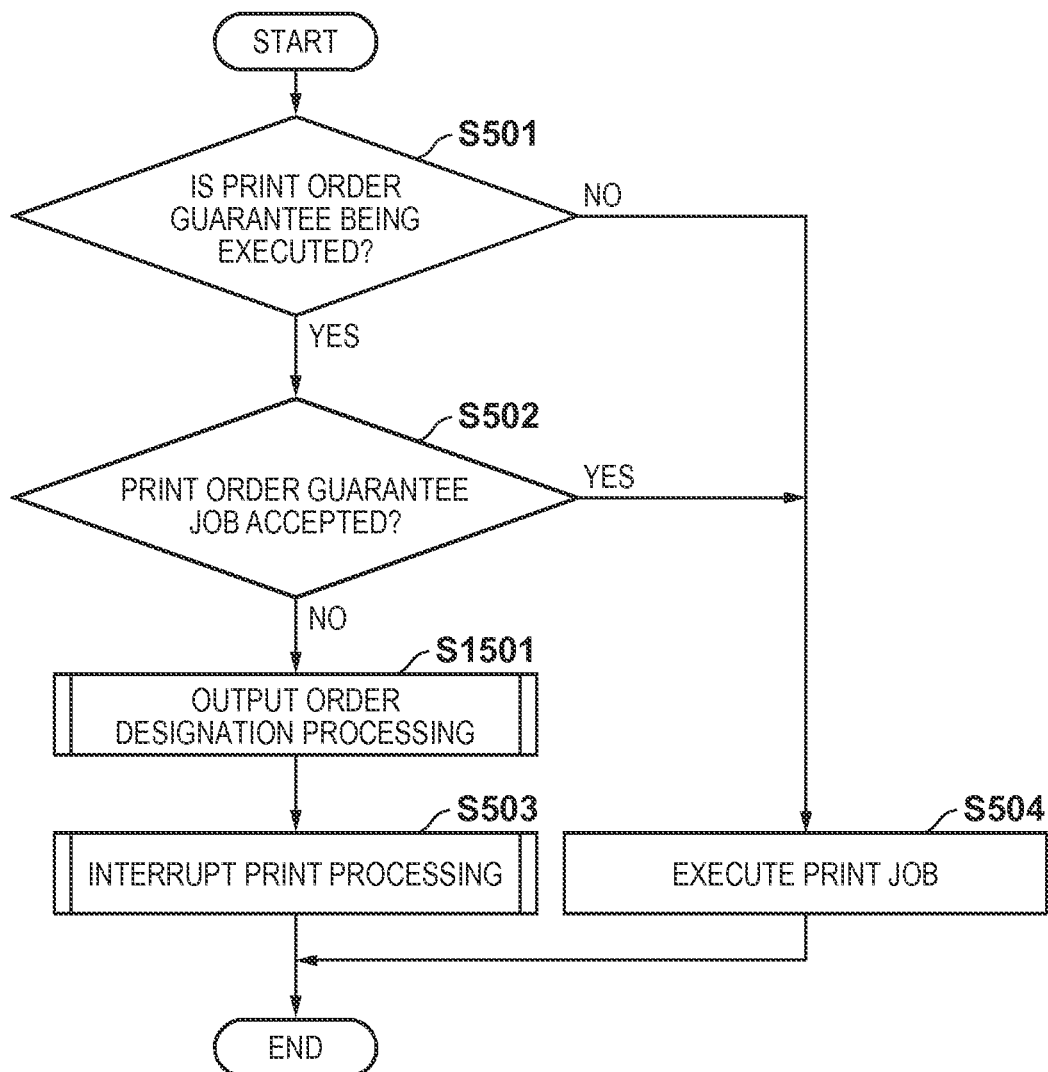 START
S501
IS PRINT ORDER
GUARANTEE BEING
EXECUTED?
NO
YES
S502
PRINT ORDER GUARANTEE
JOB ACCEPTED?
YES
NO
S1501
OUTPUT ORDER
DESIGNATION PROCESSING
S503
INTERRUPT PRINT PROCESSING
S504
EXECUTE PRINT JOB
END